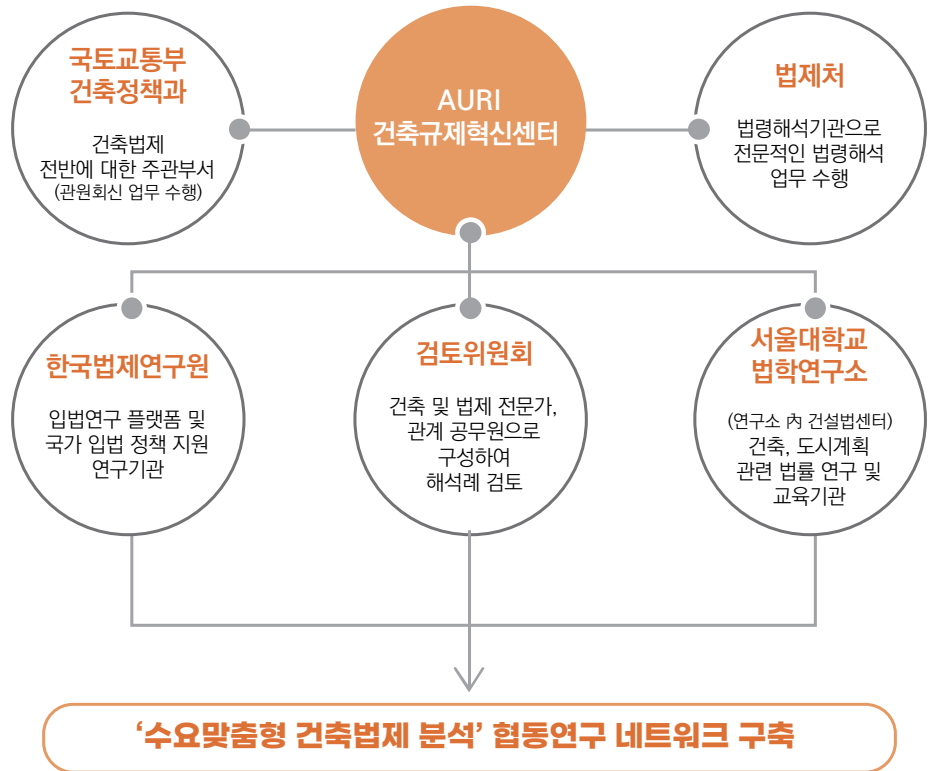 국토교통부
건축정책과
건축법제
전반에 대한 주관부서
(관원회신 업무 수행)
AURI
건축규제혁신센터
법제처
법령해석기관으로
전문적인 법령해석
업무 수행
한국법제연구원
입법연구 플랫폼 및
국가 입법 정책 지원
연구기관
검토위원회
건축 및 법제 전문가,
관계 공무원으로
구성하여
해석례 검토
서울대학교
법학연구소
(연구소 內 건설법센터)
건축, 도시계획
관련 법률 연구 및
교육기관
‘수요맞춤형 건축법제 분석’ 협동연구 네트워크 구축